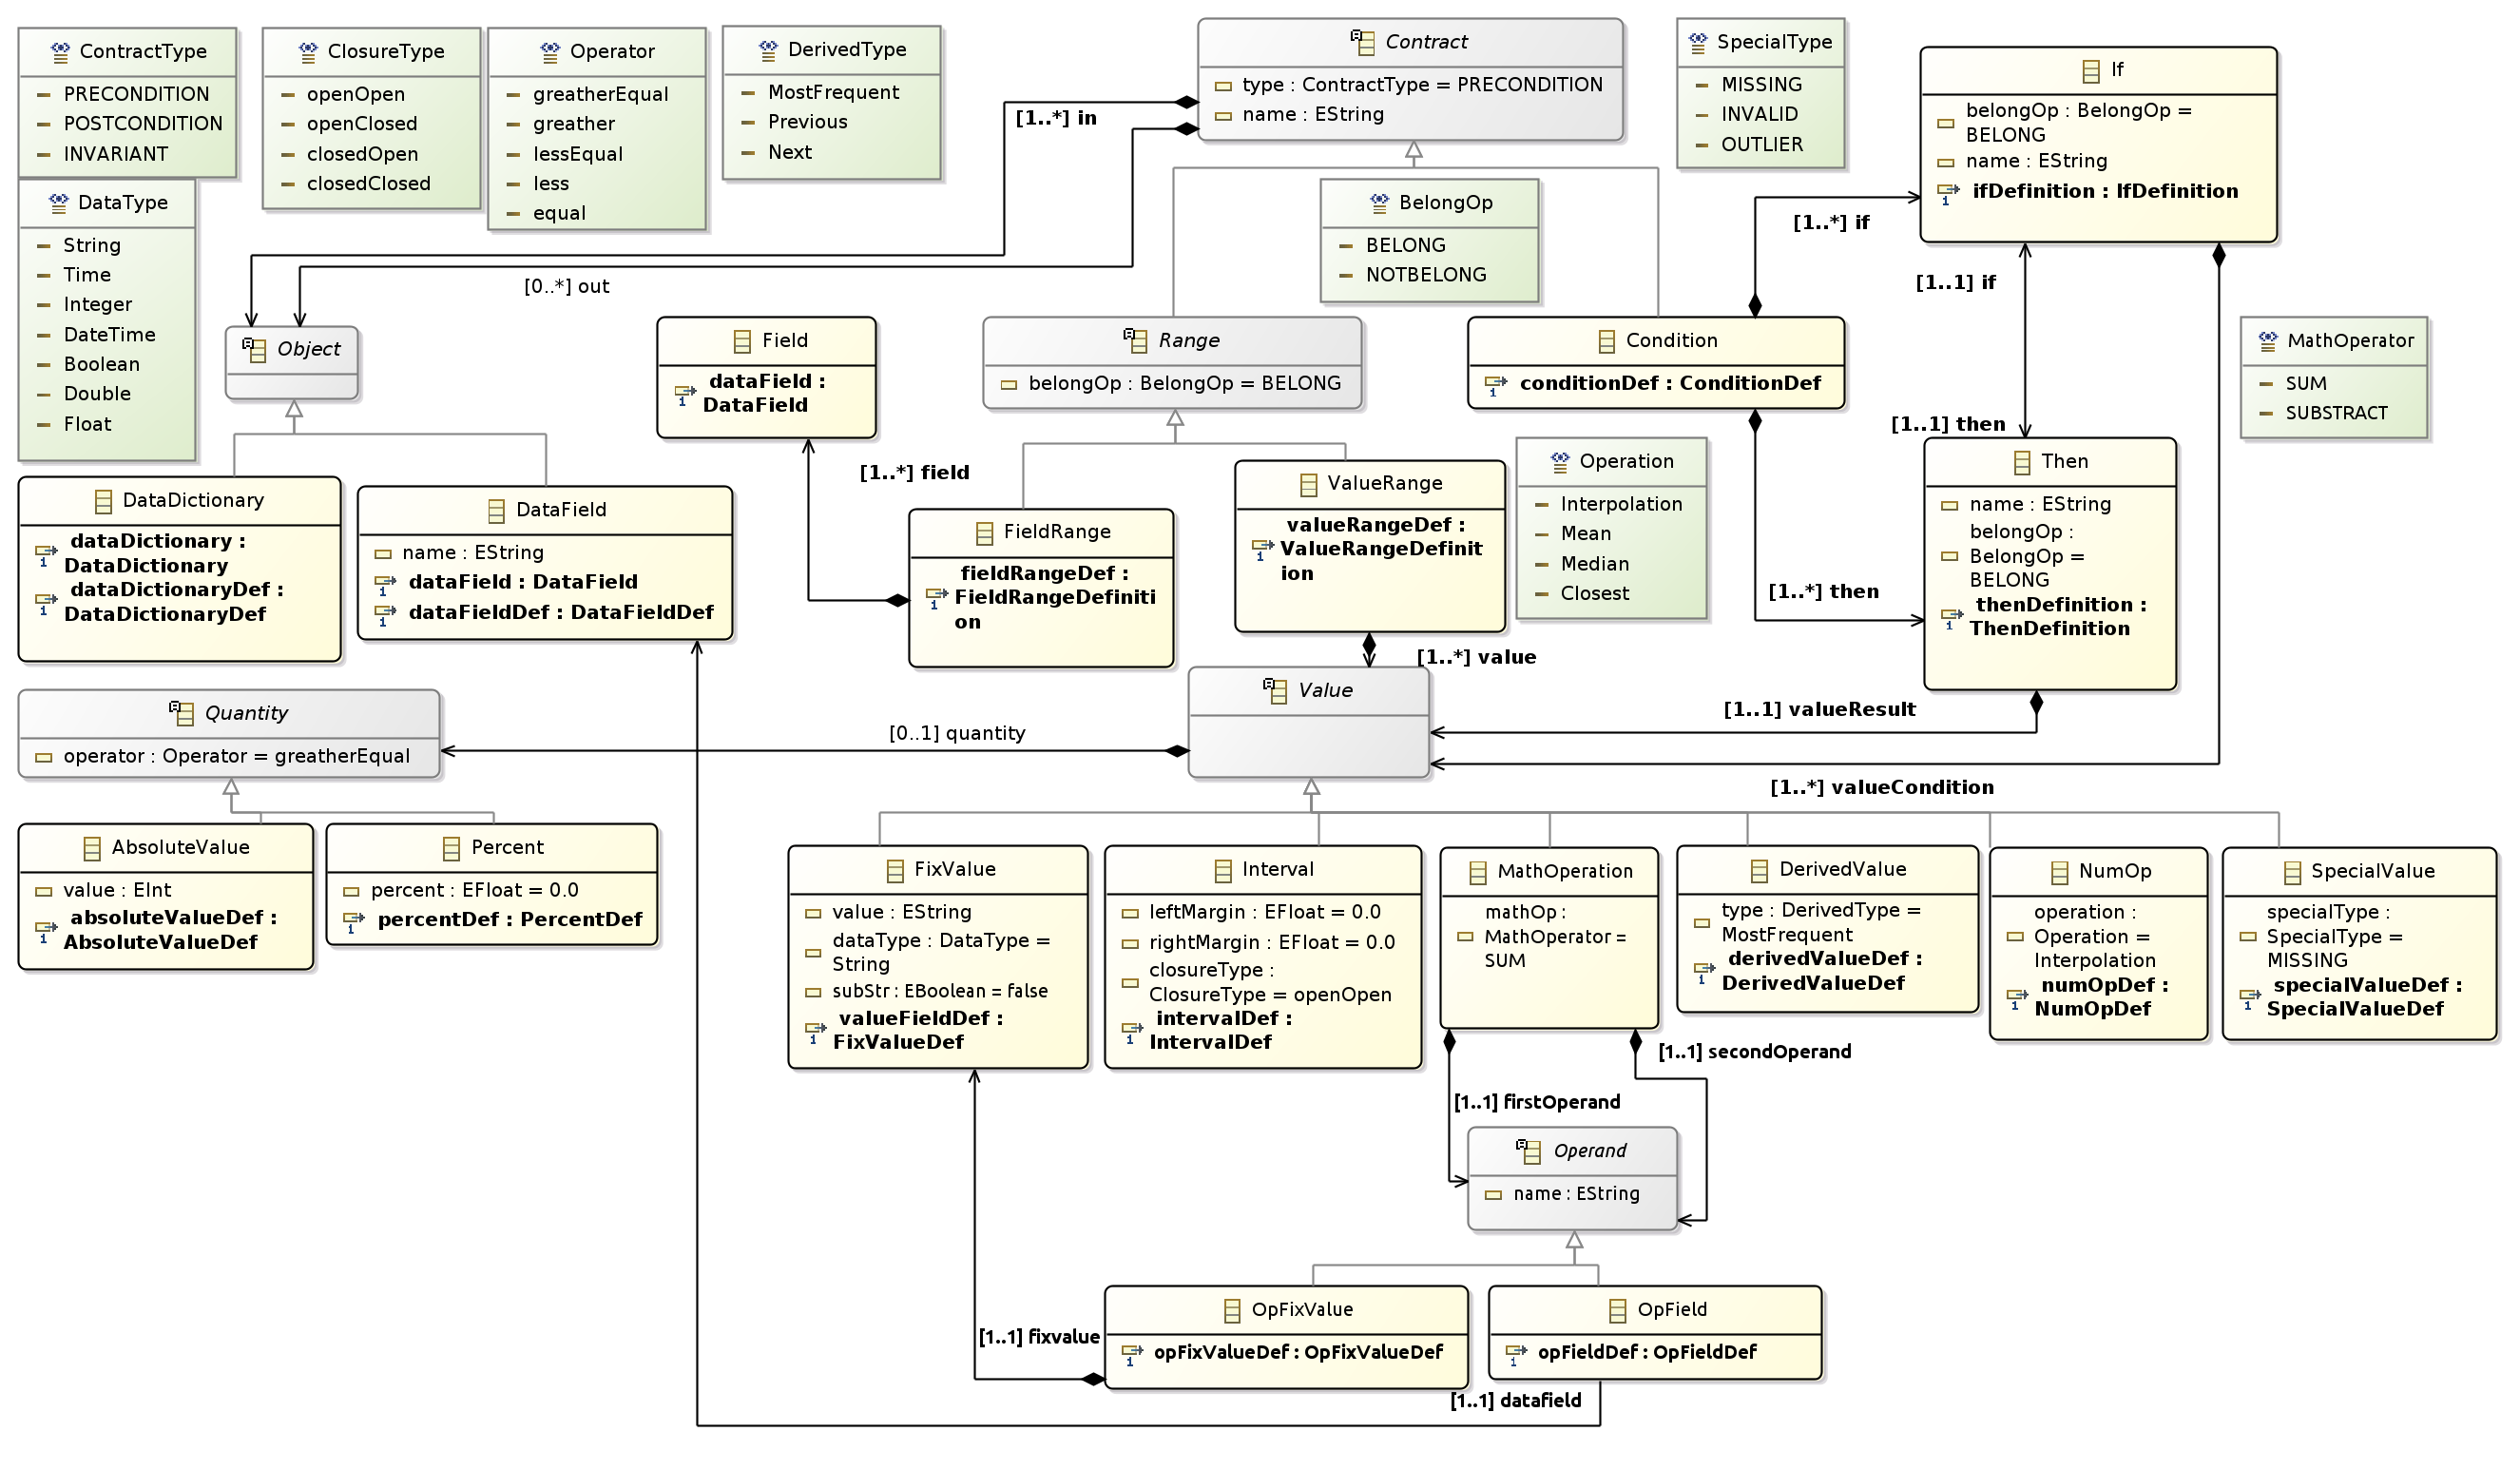 ContractType
PRECONDITION
POSTCONDITION
INVARIANT
ClosureType
openOpen
openClosed
closedOpen
closedClosed
Operator
greatherEqual
greather
lessEqual
less
equal
DerivedType
MostFrequent
Previous
Next
Contract
type : ContractType = PRECONDITION
name : EString
SpecialType
MISSING
INVALID
OUTLIER
If
belongOp : BelongOp =
BELONG
name : EString
ifDefinition : IfDefinition
[1..*] in
[0..*] out
DataType
String
Time
Integer
DateTime
Boolean
Double
Float
BelongOp
BELONG
NOTBELONG
[1..*] if
[1..1] if
Object
Field
dataField :
DataField
Range
belongOp : BelongOp = BELONG
Condition
conditionDef : ConditionDef
MathOperator
SUM
SUBSTRACT
[1..1] then
[1..*] field
DataDictionary
dataDictionary :
DataDictionary
dataDictionaryDef :
DataDictionaryDef
DataField
name : EString
dataField : DataField
dataFieldDef : DataFieldDef
FieldRange
fieldRangeDef :
FieldRangeDefiniti
on
ValueRange
valueRangeDef :
ValueRangeDefinit
ion
Operation
Interpolation
Mean
Median
Closest
Then
name : EString
belongOp :
BelongOp =
BELONG
thenDefinition :
ThenDefinition
[1..*] then
[1..*] value
Quantity
operator : Operator = greatherEqual
[0..1] quantity
Value
[1..1] valueResult
[1..*] valueCondition
AbsoluteValue
value : EInt
absoluteValueDef :
AbsoluteValueDef
Percent
percent : EFloat = 0.0
percentDef : PercentDef
FixValue
value : EString
dataType : DataType =
String
subStr : EBoolean = false
valueFieldDef :
FixValueDef
Interval
leftMargin : EFloat = 0.0
rightMargin : EFloat = 0.0
closureType :
ClosureType = openOpen
intervalDef :
IntervalDef
MathOperation
mathOp :
MathOperator =
SUM
DerivedValue
type : DerivedType =
MostFrequent
derivedValueDef :
DerivedValueDef
NumOp
operation :
Operation =
Interpolation
numOpDef :
NumOpDef
SpecialValue
specialType :
SpecialType =
MISSING
specialValueDef :
SpecialValueDef
[1..1] secondOperand
[1..1] firstOperand
Operand
name : EString
OpFixValue
opFixValueDef : OpFixValueDef
OpField
opFieldDef : OpFieldDef
[1..1] fixvalue
[1..1] datafield